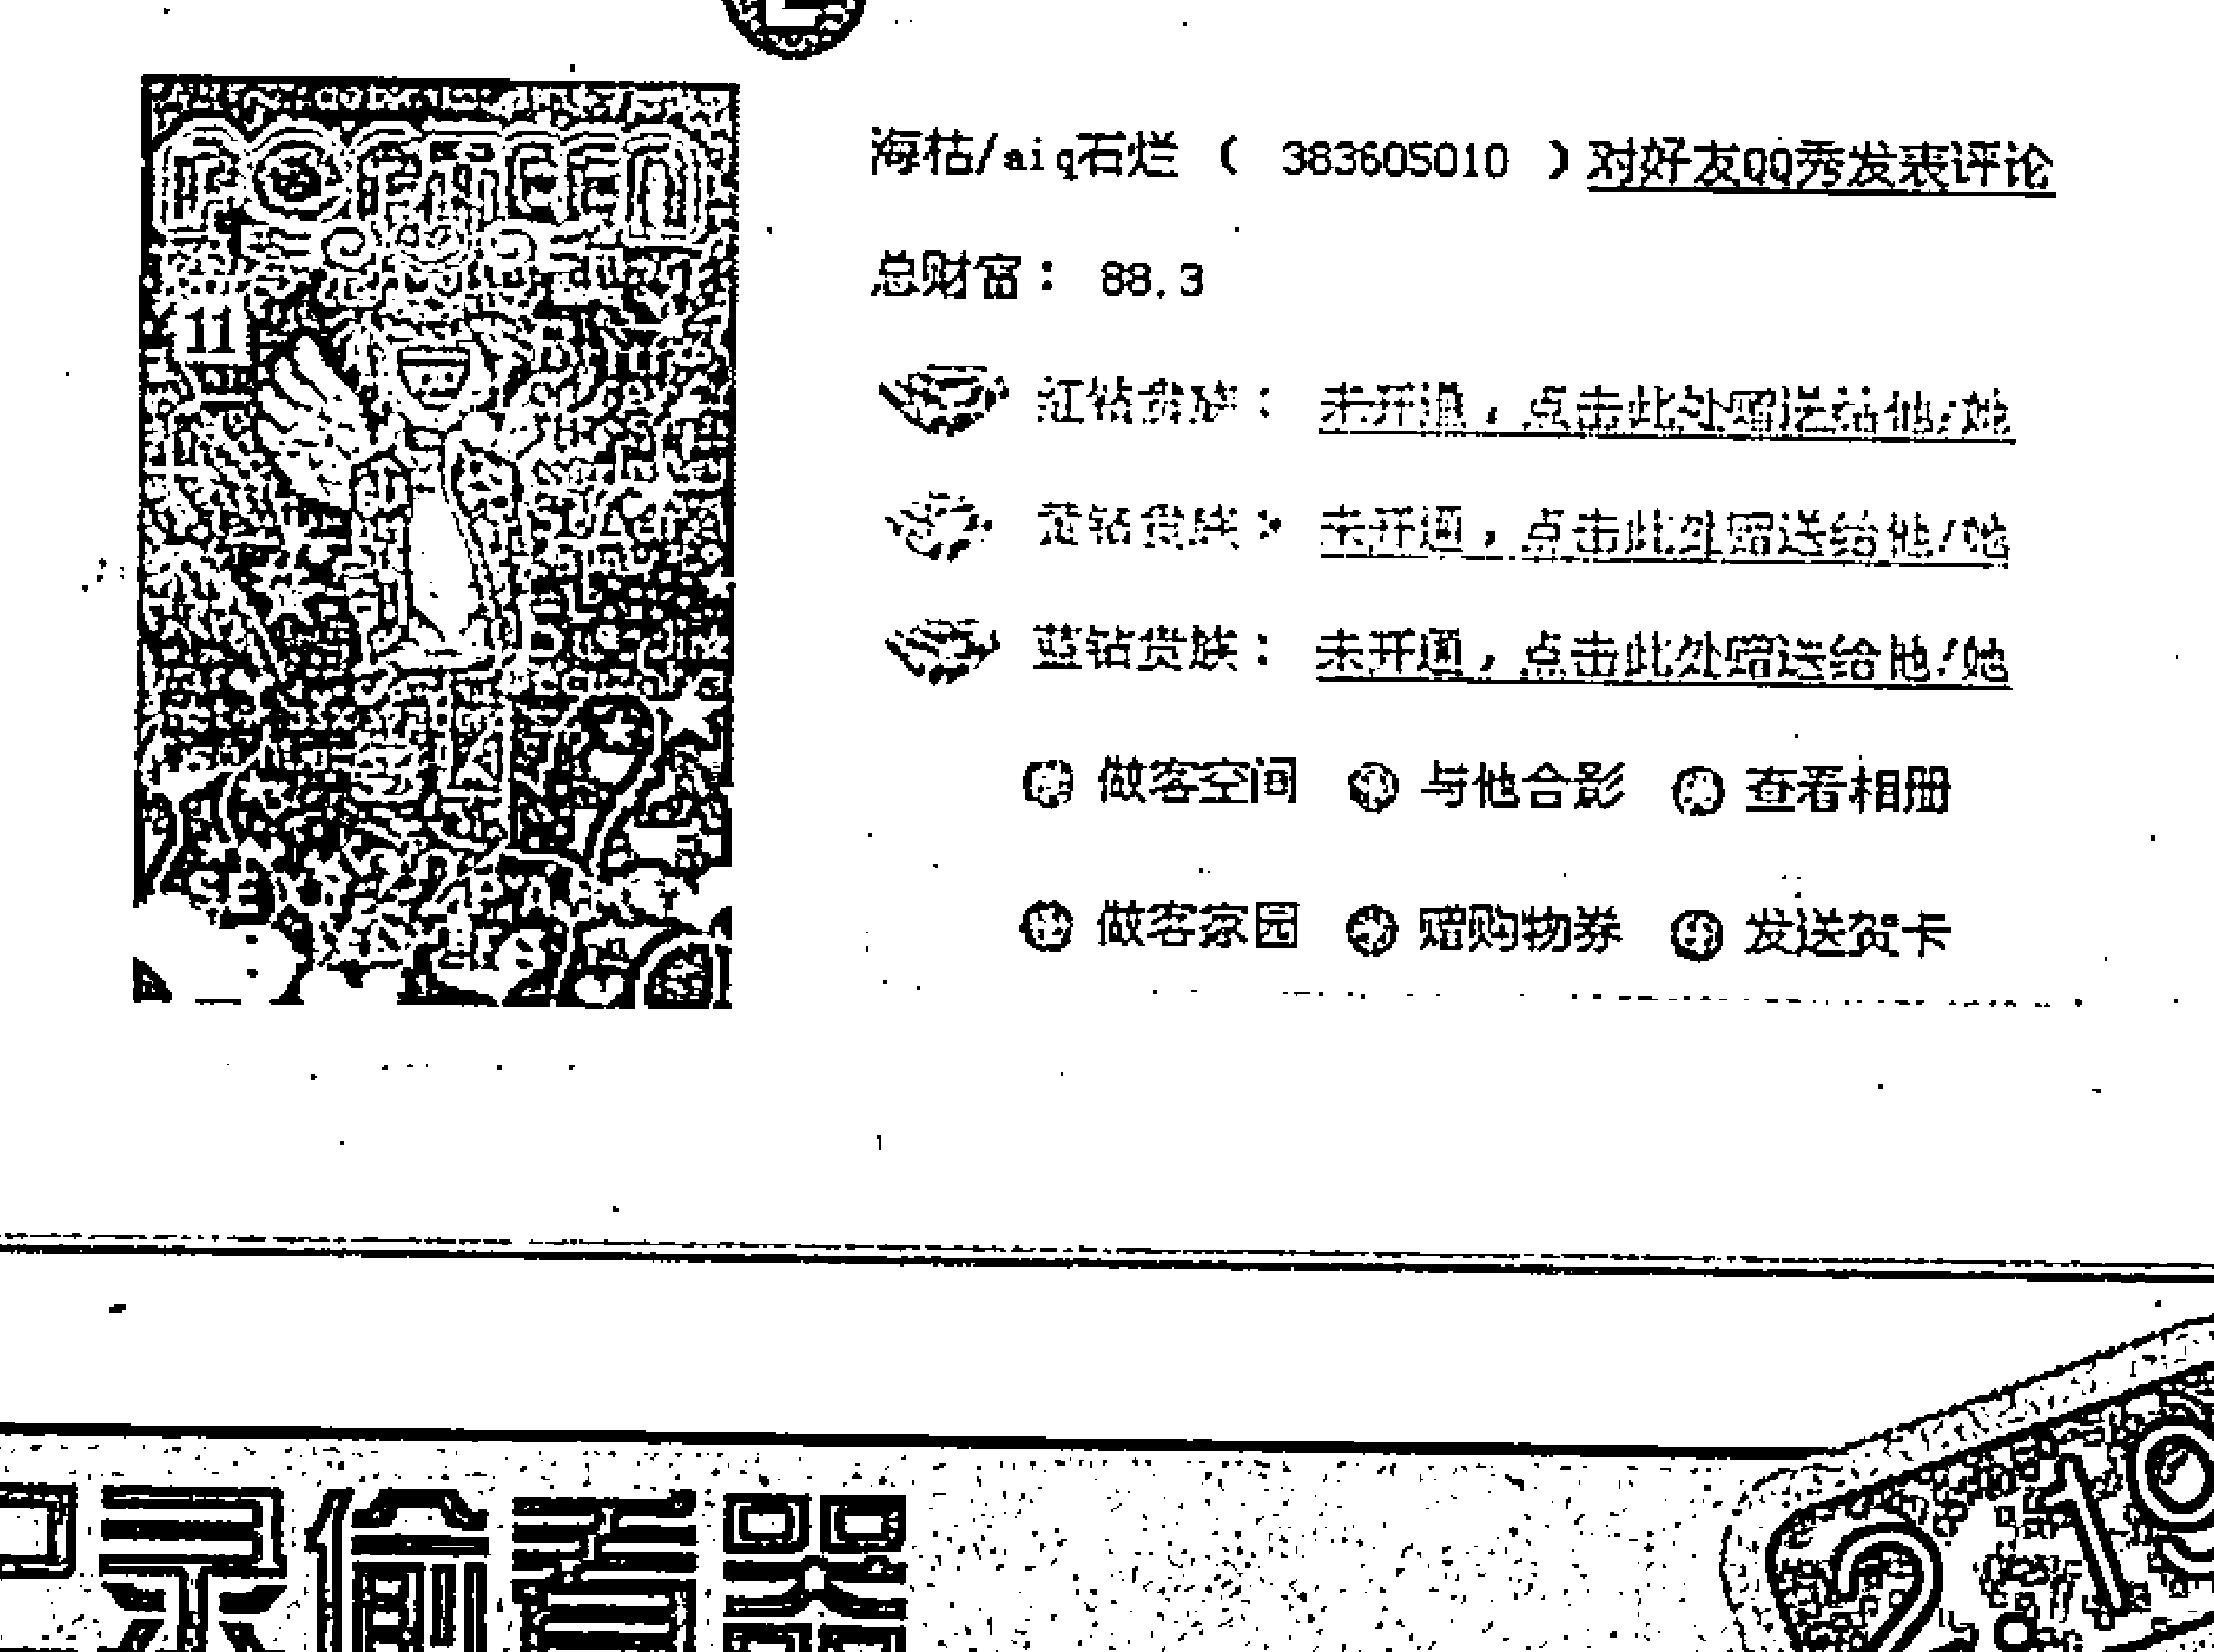 海枯/aiq石烂 ( 383605010 ) 对好友QQ秀发表评论
总财富: 88.3
11
红钻贵族: 未开通,点击此处赠送给他/她
钻贵族: 未开通,点击此处赠送给他/她
蓝钻贵族: 未开通,点击此处赠送给他/她
做客空间 与他合影 查看相册
做客家园 赠购物券 发送贺卡
查看器